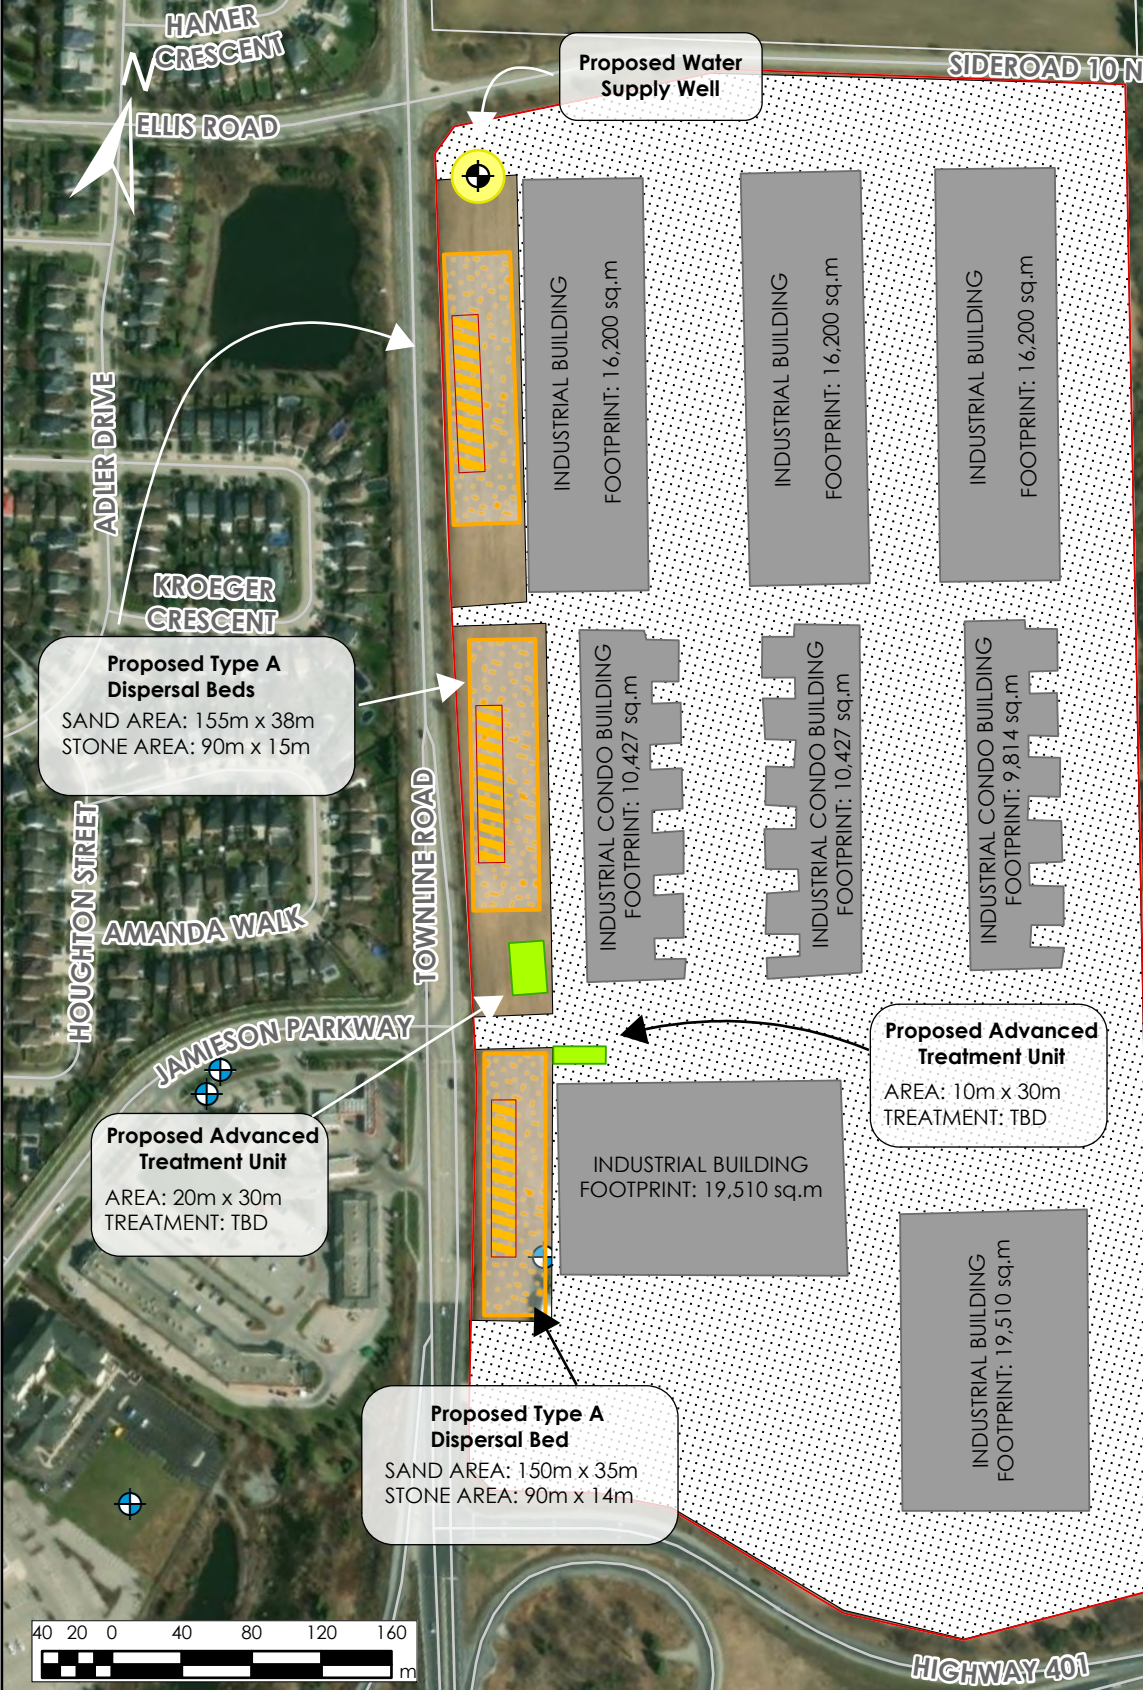 HAMER
CRESCENT
N
ELLIS ROAD
Proposed Water
Supply Well
SIDEROAD 10 N
INDUSTRIAL BUILDING
FOOTPRINT: 16,200 sq.m
INDUSTRIAL BUILDING
FOOTPRINT: 16,200 sq.m
INDUSTRIAL BUILDING
FOOTPRINT: 16,200 sq.m
ADLER DRIVE
KROEGER
CRESCENT
Proposed Type A
Dispersal Beds
SAND AREA: 155m x 38m
STONE AREA: 90m x 15m
INDUSTRIAL CONDO BUILDING
FOOTPRINT: 10,427 sq.m
INDUSTRIAL CONDO BUILDING
FOOTPRINT: 10,427 sq.m
INDUSTRIAL CONDO BUILDING
FOOTPRINT: 9,814 sq.m
TOWNLINE ROAD
HOUGHTON STREET
AMANDA WALK
JAMIESON PARKWAY
Proposed Advanced
Treatment Unit
AREA: 10m x 30m
TREATMENT: TBD
Proposed Advanced
Treatment Unit
AREA: 20m x 30m
TREATMENT: TBD
INDUSTRIAL BUILDING
FOOTPRINT: 19,510 sq.m
INDUSTRIAL BUILDING
FOOTPRINT: 19,510 sq.m
Proposed Type A
Dispersal Bed
SAND AREA: 150m x 35m
STONE AREA: 90m x 14m
40 20 0 40 80 120 160
m
HIGHWAY 401